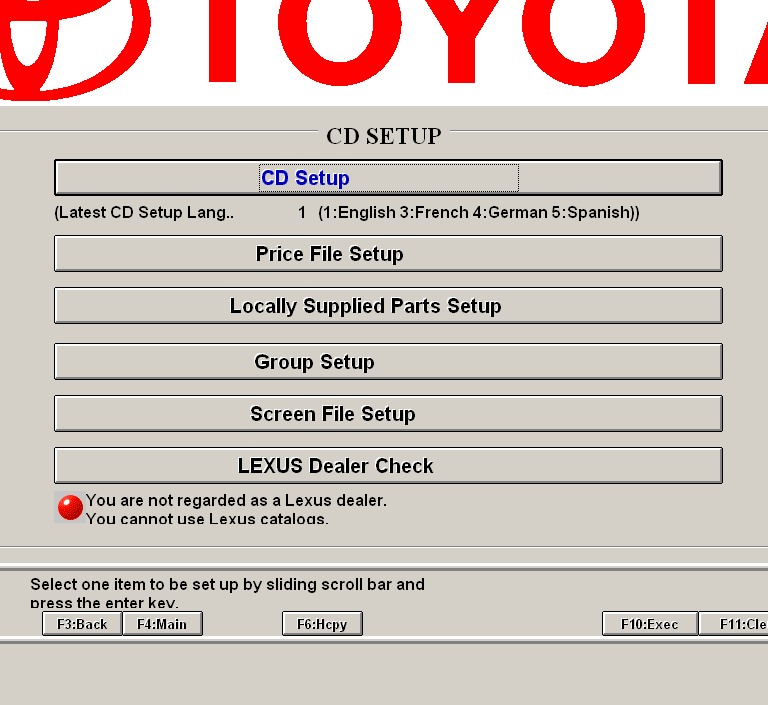 TOYOTA
CD SETUP
CD Setup
(Latest CD Setup Lang.. 1 (1:English 3:French 4:German 5:Spanish))
Price File Setup
Locally Supplied Parts Setup
Group Setup
Screen File Setup
LEXUS Dealer Check
You are not regarded as a Lexus dealer.
You cannot use Lexus catalogs.
Select one item to be set up by sliding scroll bar and
press the enter key.
F3:Back F4:Main F6:Hcpy F10:Exec F11:Cle